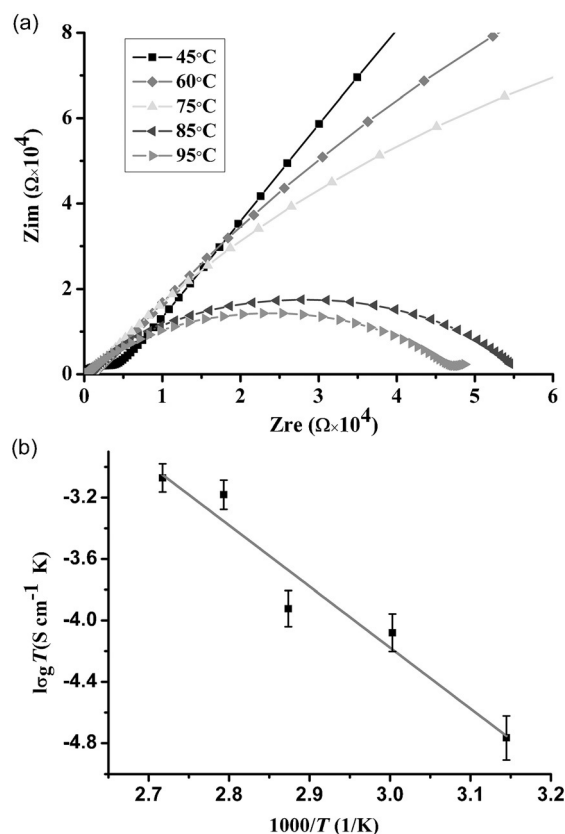 (a)
8
6
4
2
0
Zim (Ω×10⁴)
45°C
60°C
75°C
85°C
95°C
0 1 2 3 4 5 6
Zre (Ω×10⁴)
(b)
-3.2
-3.6
-4.0
-4.4
-4.8
lσgT(S cm⁻¹ K)
2.7 2.8 2.9 3.0 3.1 3.2
1000/T (1/K)